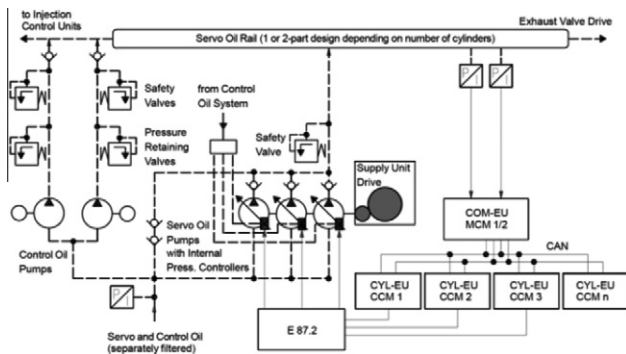 to Injection
Control Units
Servo Oil Rail (1 or 2-part design depending on number of cylinders)
Exhaust Valve Drive
Safety
Valves
from Control
Oil System
P
I
P
I
Pressure
Retaining
Valves
Safety
Valve
Supply Unit
Drive
Control Oil
Pumps
Servo Oil
Pumps
with Internal
Press. Controllers
COM-EU
MCM 1/2
CAN
CYL-EU
CCM 1
CYL-EU
CCM 2
CYL-EU
CCM 3
CYL-EU
CCM n
P
I
E 87.2
Servo and Control Oil
(separately filtered)